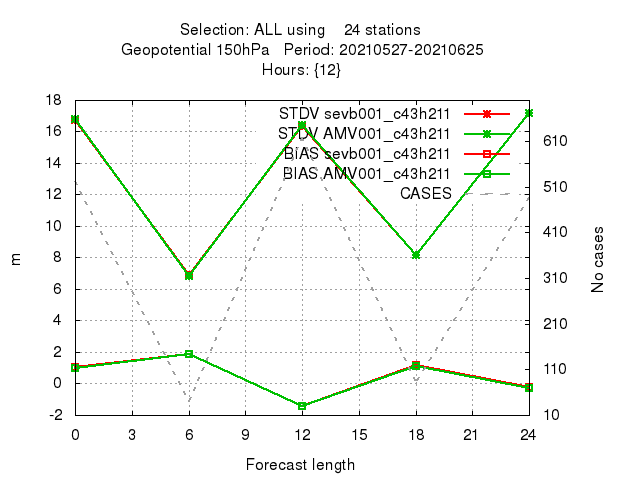 Selection: ALL using 24 stations
Geopotential 150hPa Period: 20210527-20210625
Hours: {12}
STDV sevb001_c43h211
STDV AMV001_c43h211
BIAS sevb001_c43h211
BIAS AMV001_c43h211
CASES
18
16
14
12
10
8
6
4
2
0
-2
m
610
510
410
310
210
110
10
No cases
0 3 6 9 12 15 18 21 24
Forecast length